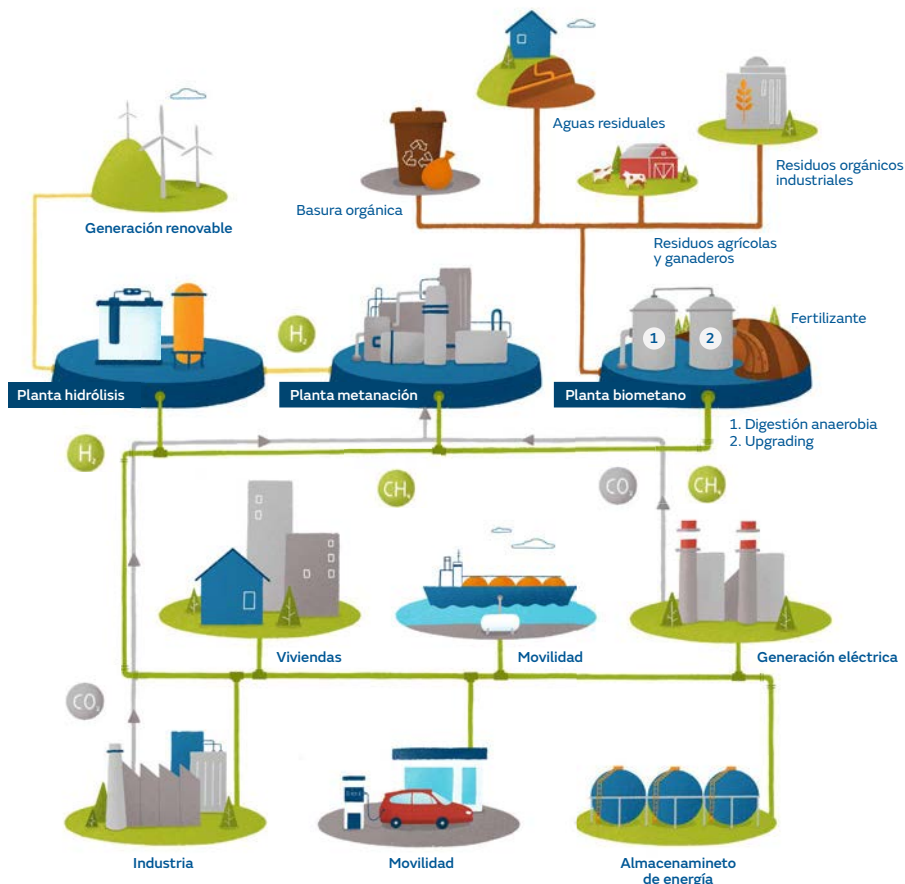 Aguas residuales
Residuos orgánicos
industriales
Basura orgánica
Generación renovable
Residuos agrícolas
y ganaderos
H₂
1
2
Fertilizante
Planta hidrólisis
Planta metanación
Planta biometano
1. Digestión anaerobia
2. Upgrading
H₂
CH₄
CO₂
CH₄
Viviendas
Movilidad
Generación eléctrica
CO₂
Industria
Movilidad
Almacenamineto
de energía